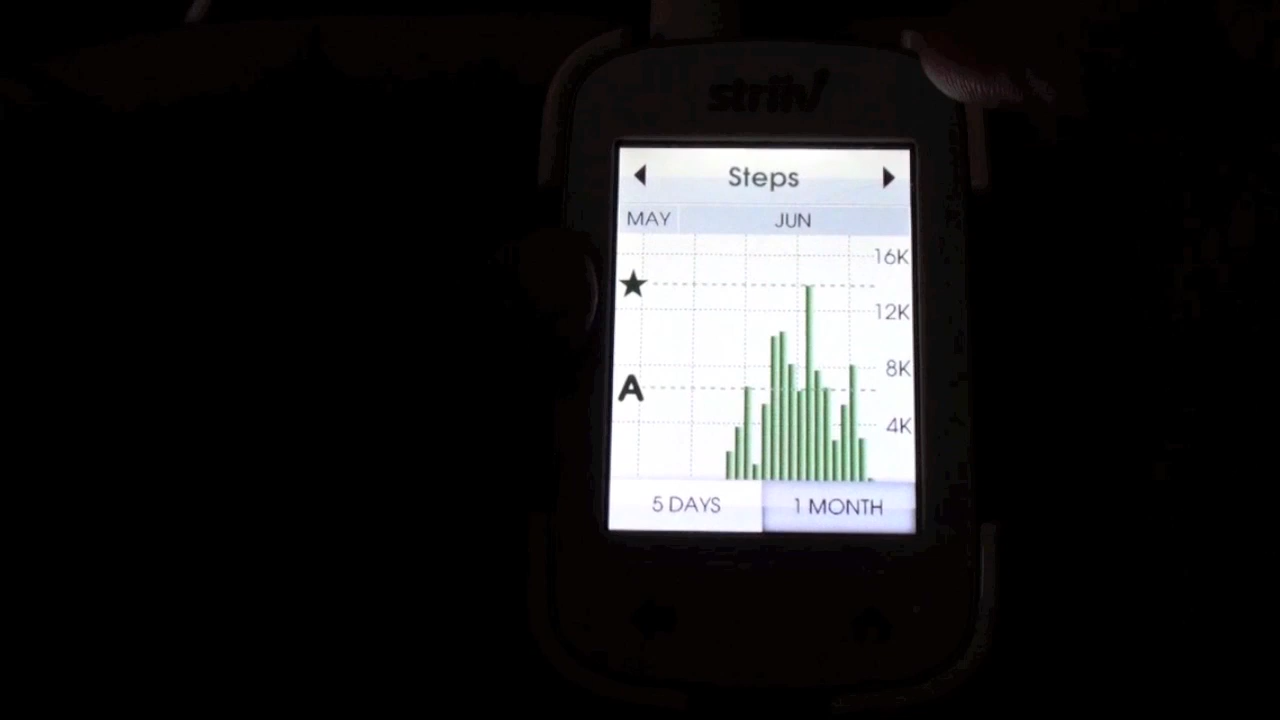 striiv
Steps
MAY JUN
16K
12K
8K
A
4K
5 DAYS 1 MONTH